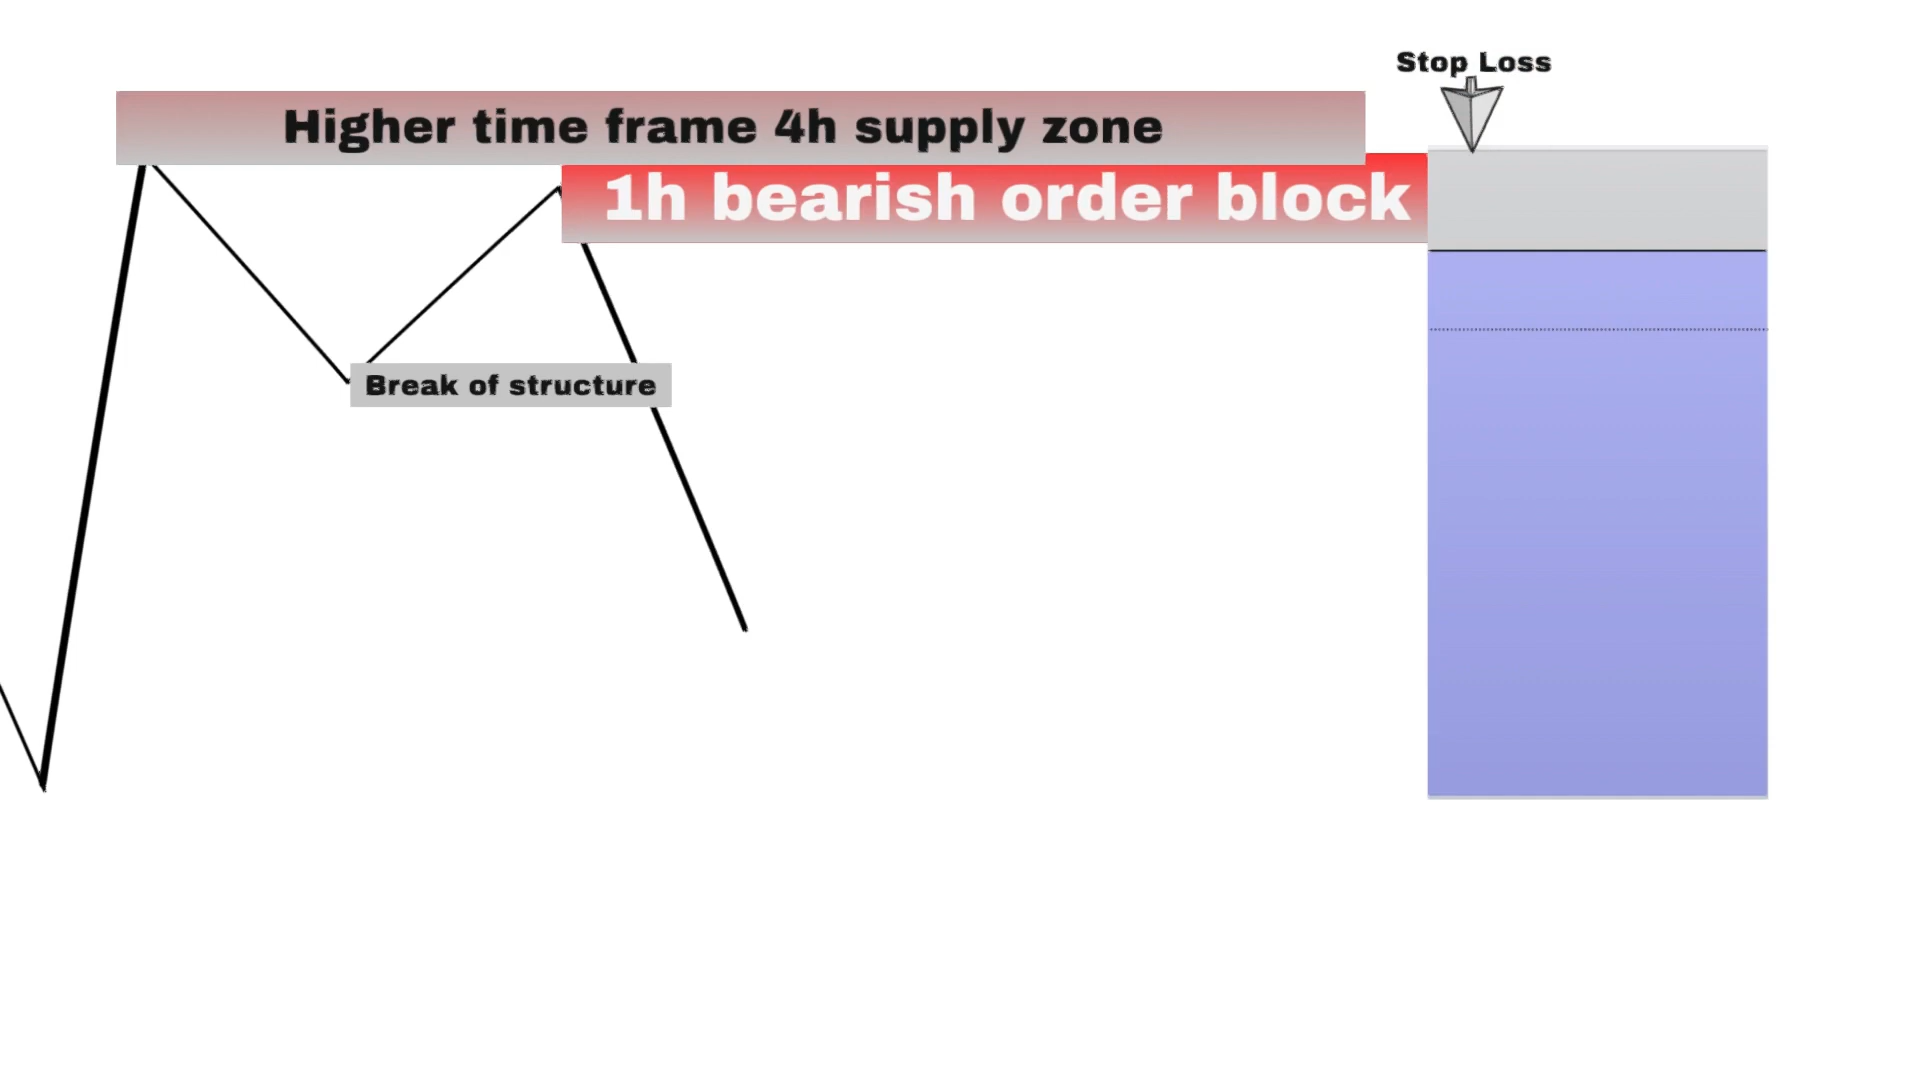 Stop Loss
Higher time frame 4h supply zone
1h bearish order block
Break of structure